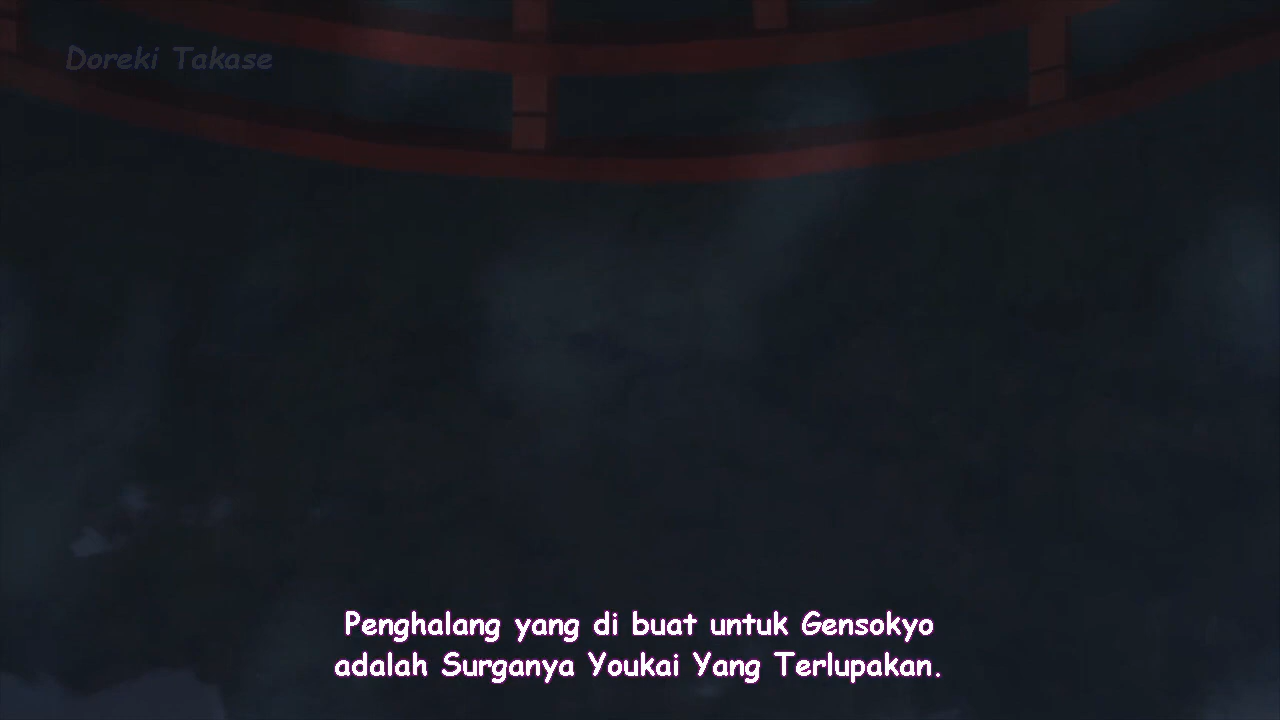 Doreki Takase
Penghalang yang di buat untuk Gensokyo
adalah Surganya Youkai Yang Terlupakan.